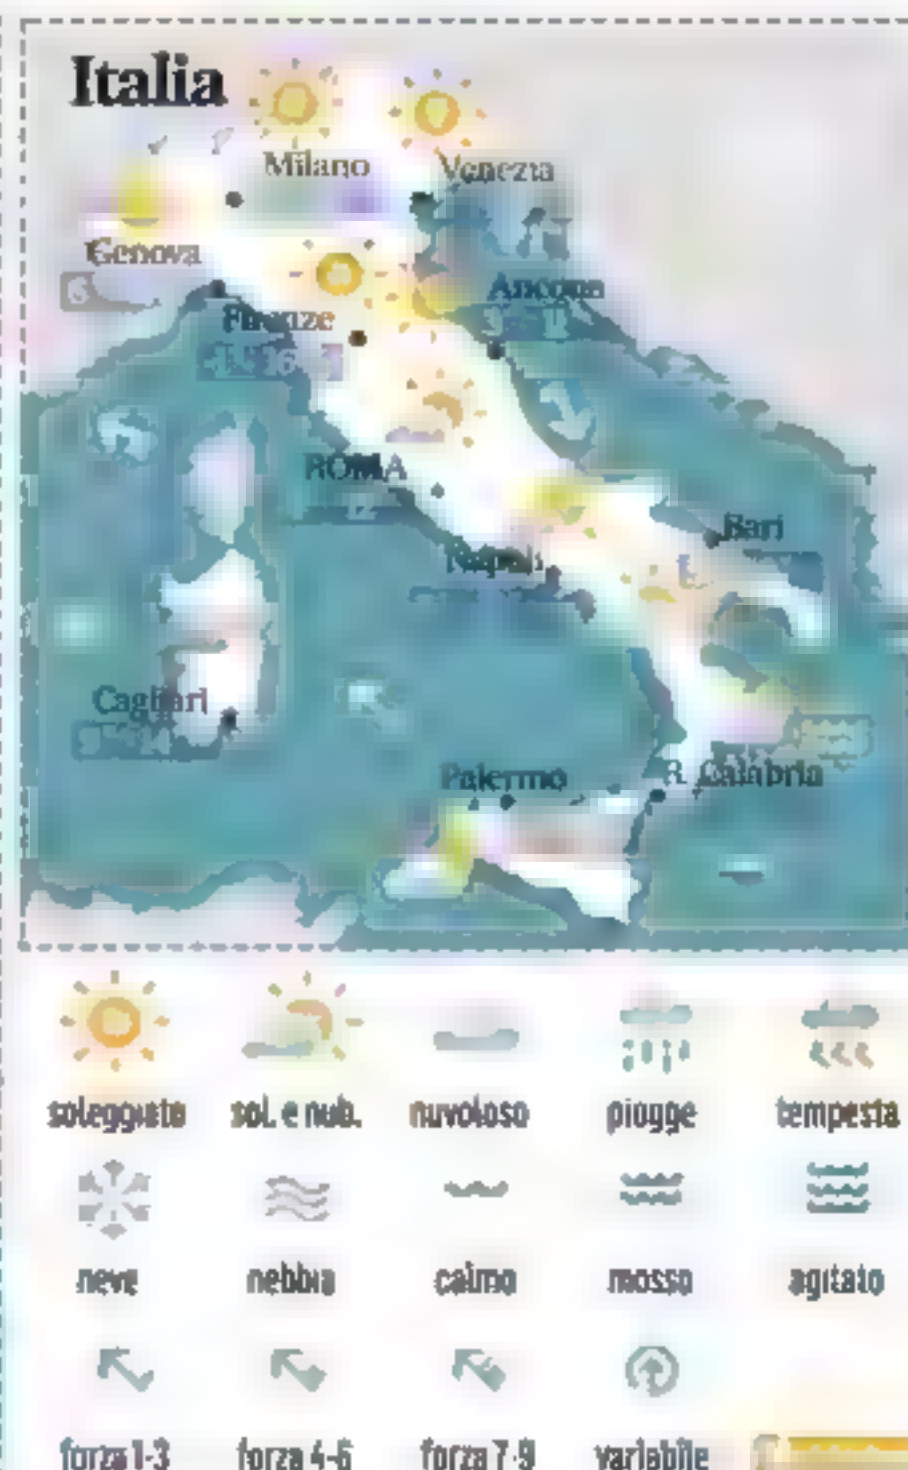 Italia
Milano
Venezia
Genova
Ancona
Firenze
ROMA
Bari
Napoli
Cagliari
Palermo
R. Calabria
soleggiato
sol. e nub.
nuvoloso
piogge
tempesta
neve
nebbia
calmo
mosso
agitato
forza 1-3
forza 4-6
forza 7-9
variabile